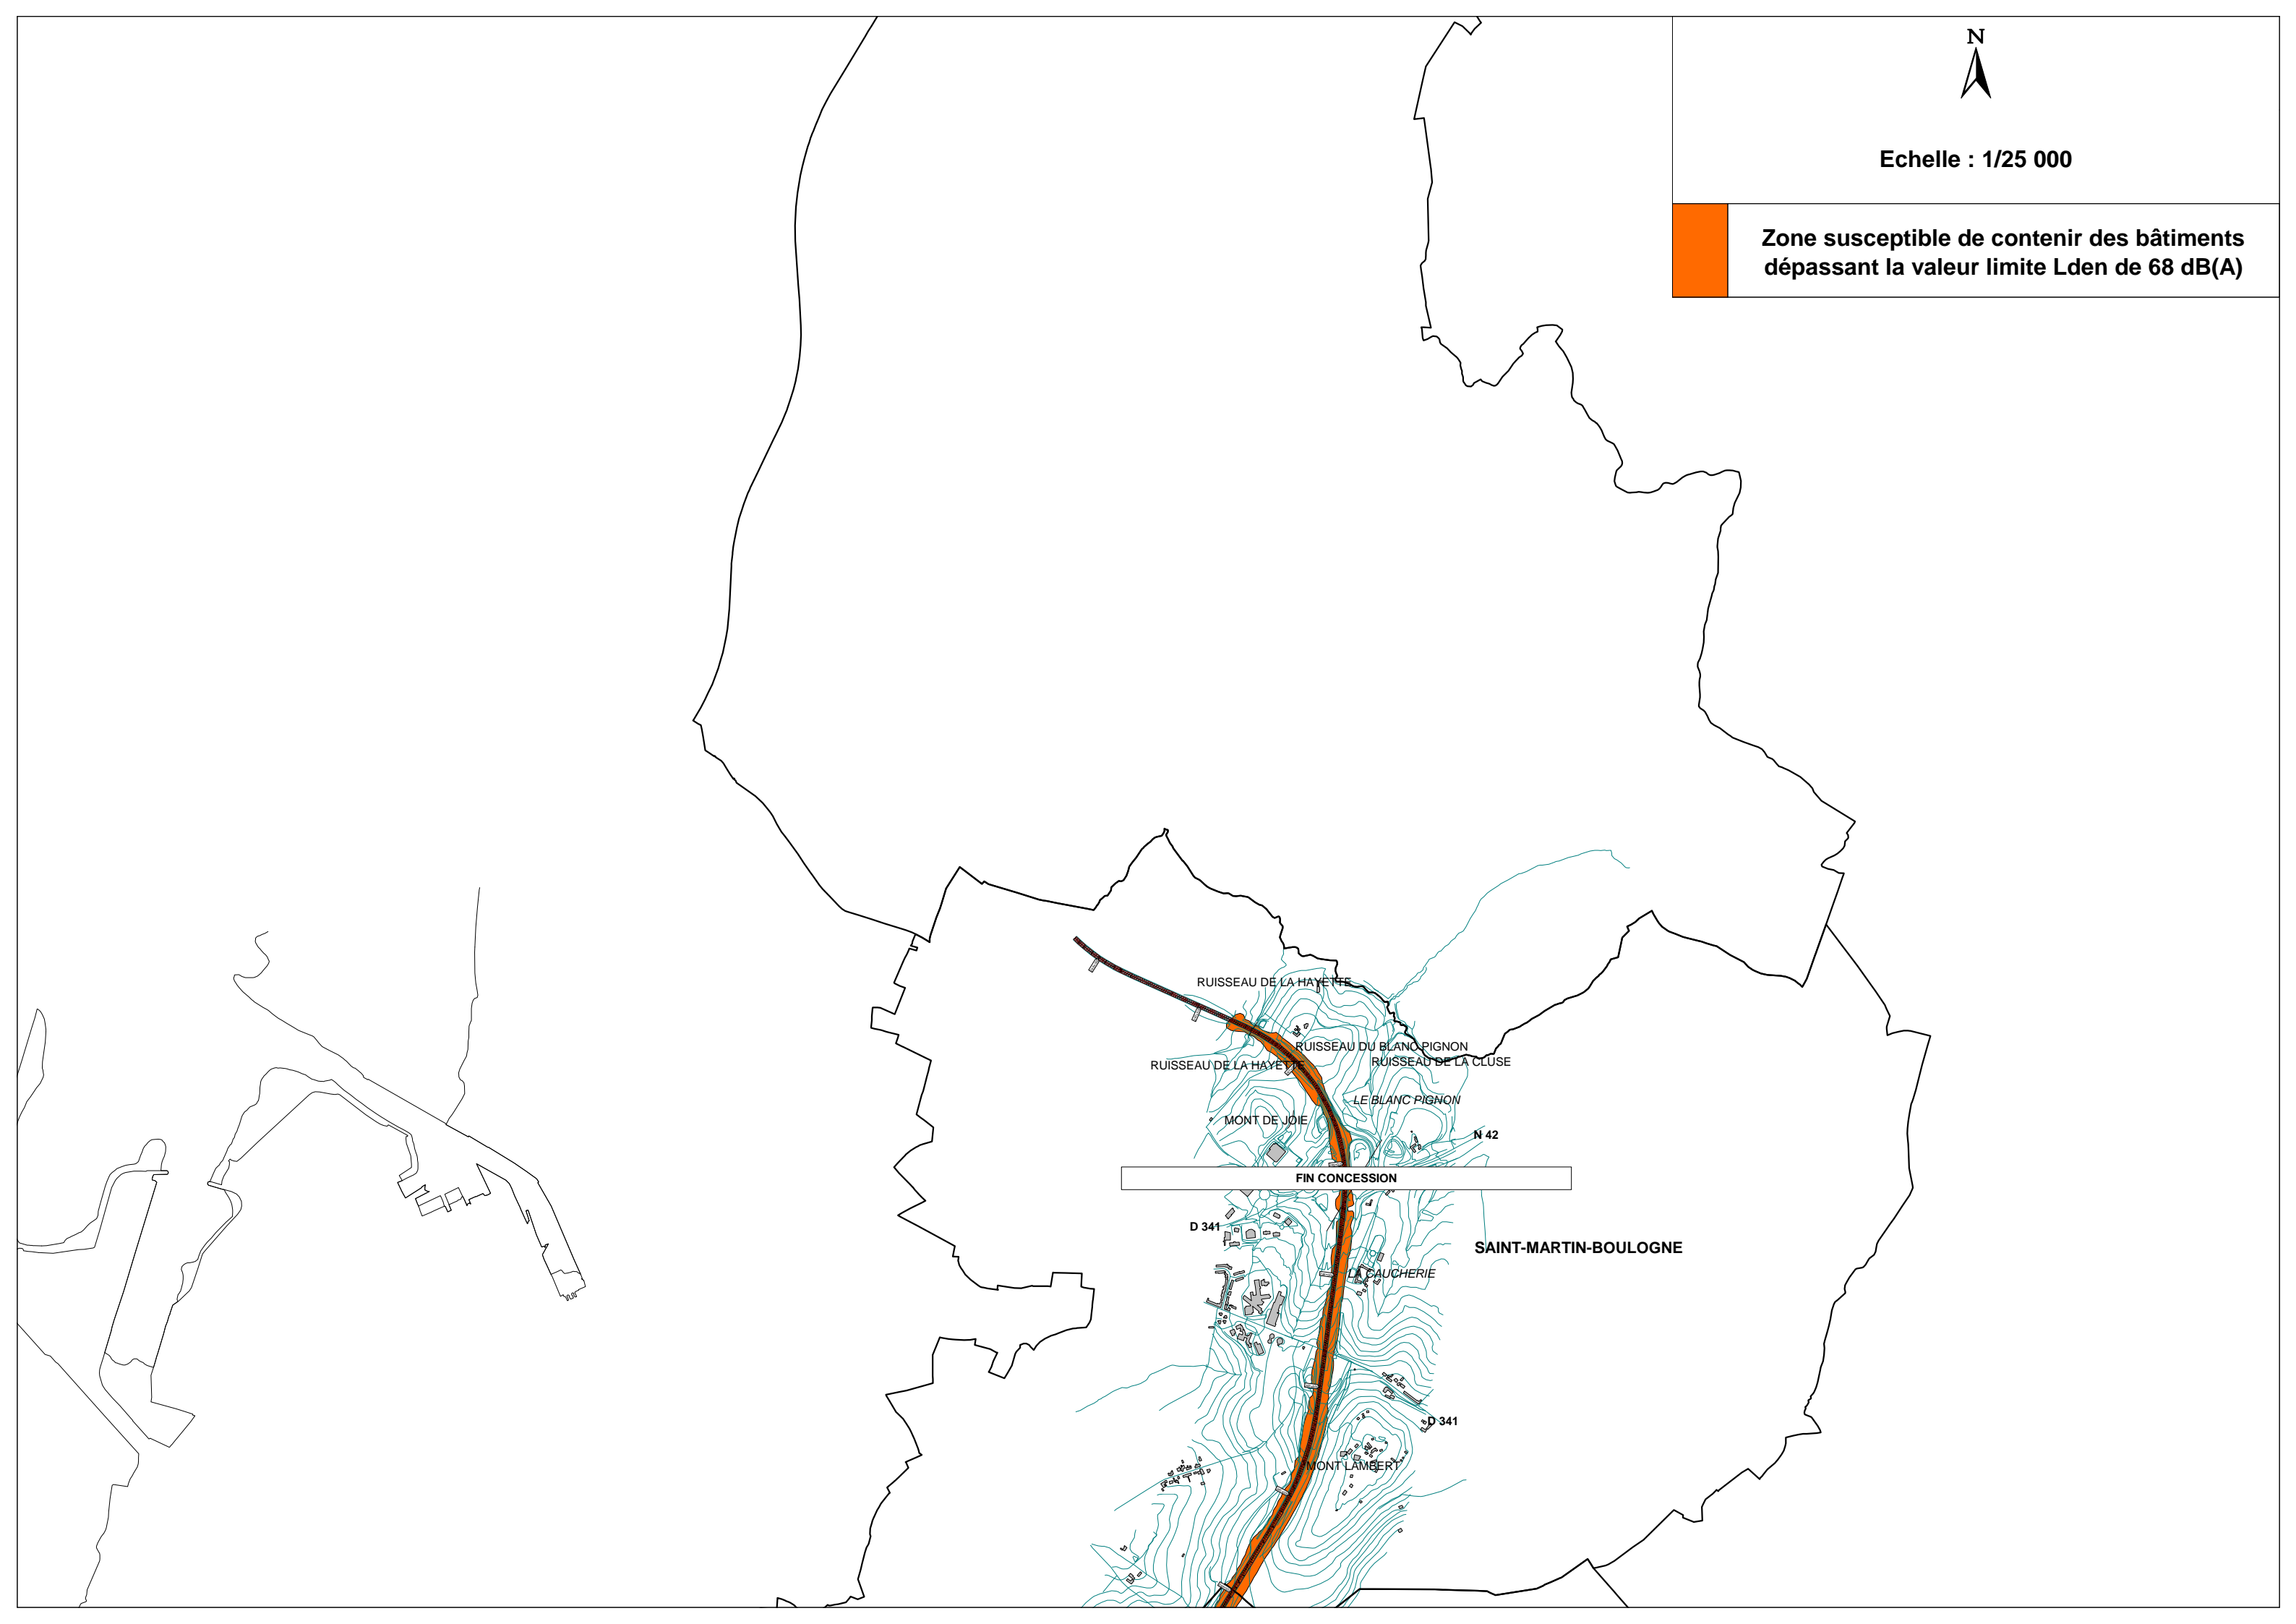 N
Echelle : 1/25 000
Zone susceptible de contenir des bâtiments
dépassant la valeur limite Lden de 68 dB(A)
RUISSEAU DE LA HAYETTE
RUISSEAU DU BLANC PIGNON
RUISSEAU DE LA CLUSE
RUISSEAU DE LA HAYETTE
LE BLANC PIGNON
MONT DE JOIE
N 42
FIN CONCESSION
D 341
SAINT-MARTIN-BOULOGNE
LA CAUCHERIE
D 341
MONT LAMBERT